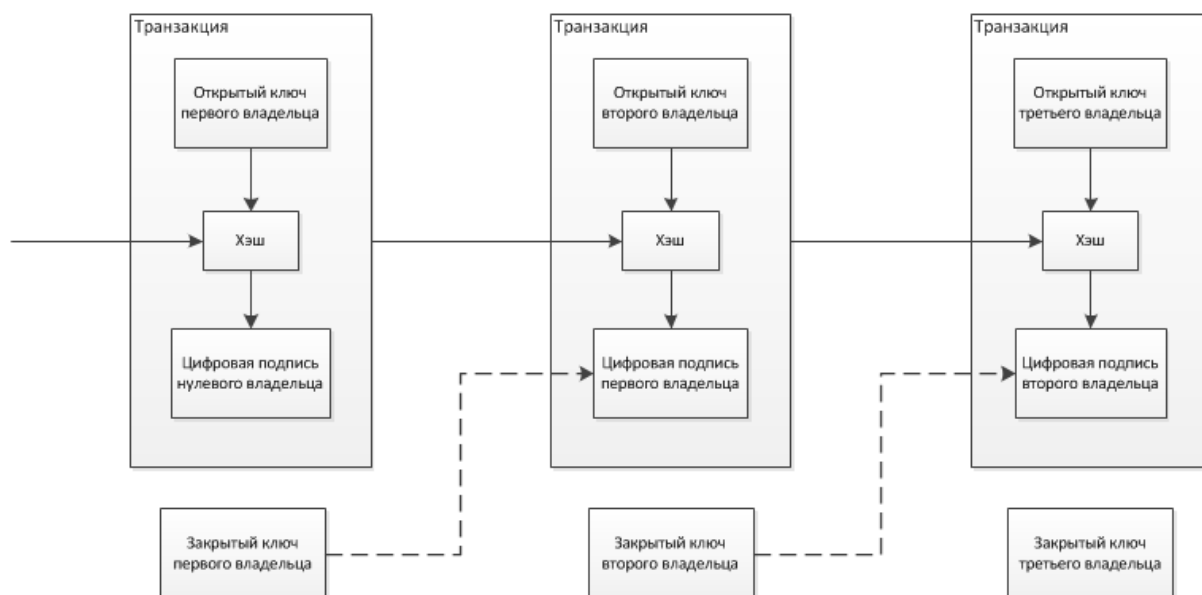 Транзакция
Открытый ключ
первого владельца
Хэш
Цифровая подпись
нулевого владельца
Закрытый ключ
первого владельца
Транзакция
Открытый ключ
второго владельца
Хэш
Цифровая подпись
первого владельца
Закрытый ключ
второго владельца
Транзакция
Открытый ключ
третьего владельца
Хэш
Цифровая подпись
второго владельца
Закрытый ключ
третьего владельца